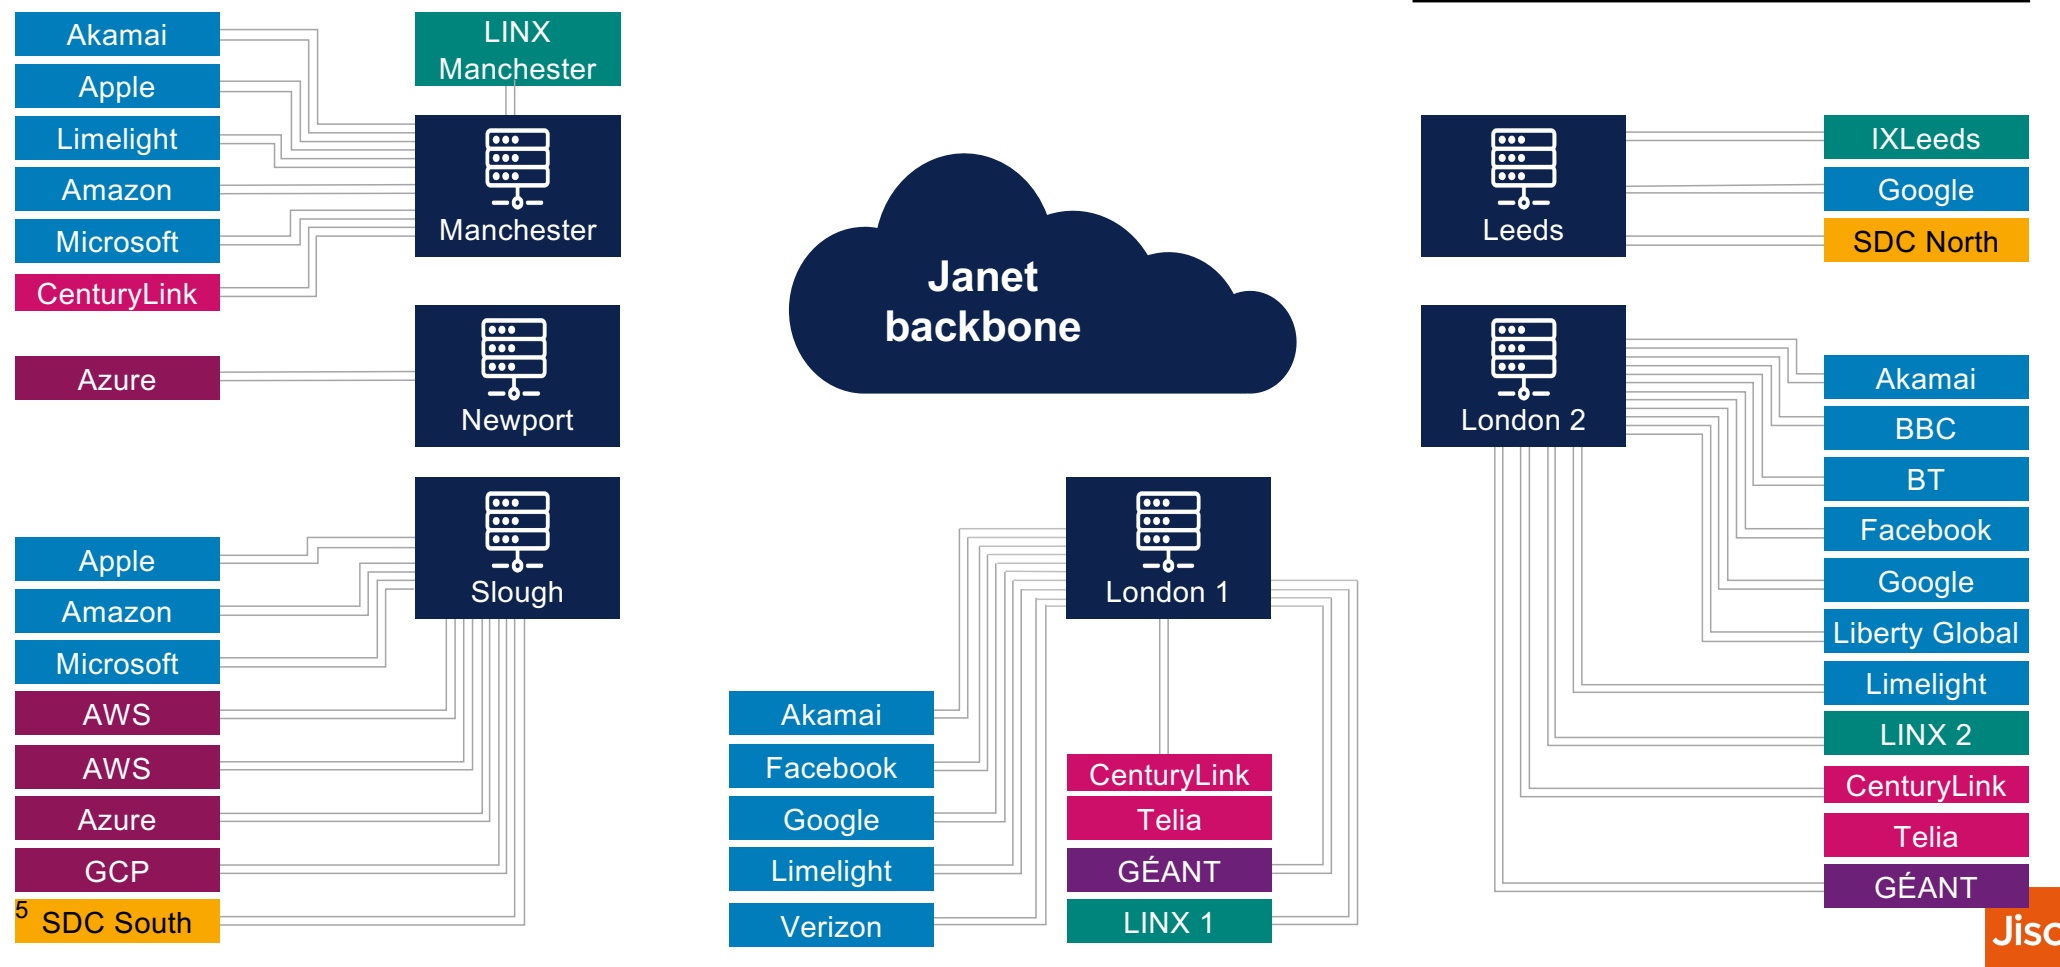 Akamai
Apple
Limelight
Amazon
Microsoft
CenturyLink
LINX
Manchester
Manchester
Azure
Newport
Slough
Apple
Amazon
Microsoft
AWS
AWS
Azure
GCP
SDC South
5
Janet
backbone
London 1
Akamai
Facebook
Google
Limelight
Verizon
CenturyLink
Telia
GÉANT
LINX 1
Leeds
IXLeeds
Google
SDC North
London 2
Akamai
BBC
BT
Facebook
Google
Liberty Global
Limelight
LINX 2
CenturyLink
Telia
GÉANT
Jisc